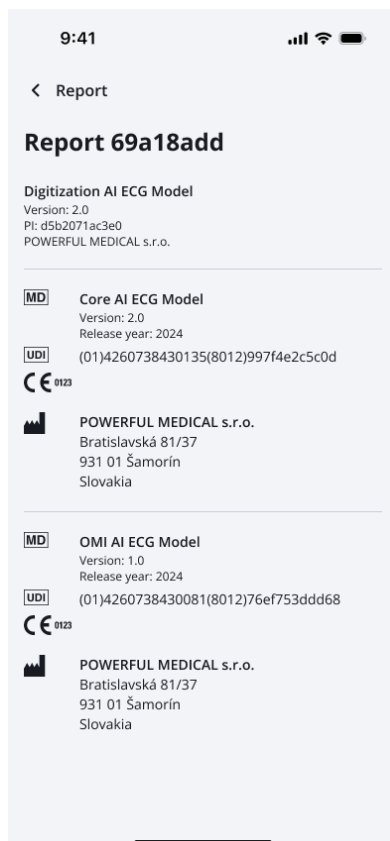 9:41
Report
Report 69a18add
Digitization AI ECG Model
Version: 2.0
PI: d5b2071ac3e0
POWERFUL MEDICAL s.r.o.
MD
Core AI ECG Model
Version: 2.0
Release year: 2024
UDI
(01)4260738430135(8012)997f4e2c5c0d
CE 0123
POWERFUL MEDICAL s.r.o.
Bratislavská 81/37
931 01 Šamorín
Slovakia
MD
OMI AI ECG Model
Version: 1.0
Release year: 2024
UDI
(01)4260738430081(8012)76ef753ddd68
CE 0123
POWERFUL MEDICAL s.r.o.
Bratislavská 81/37
931 01 Šamorín
Slovakia